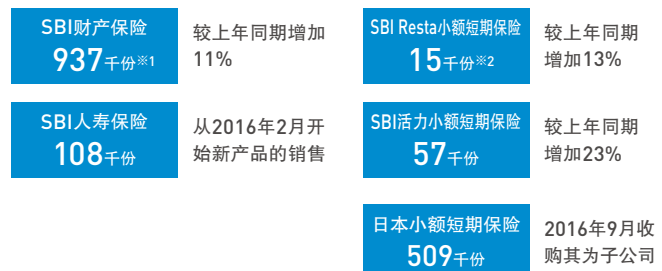 SBI财产保险
937千份※1
较上年同期增加
11%
SBI Resta小额短期保险
15千份※2
较上年同期
增加13%
SBI人寿保险
108千份
从2016年2月开
始新产品的销售
SBI活力小额短期保险
57千份
较上年同期
增加23%
日本小额短期保险
509千份
2016年9月收
购其为子公司